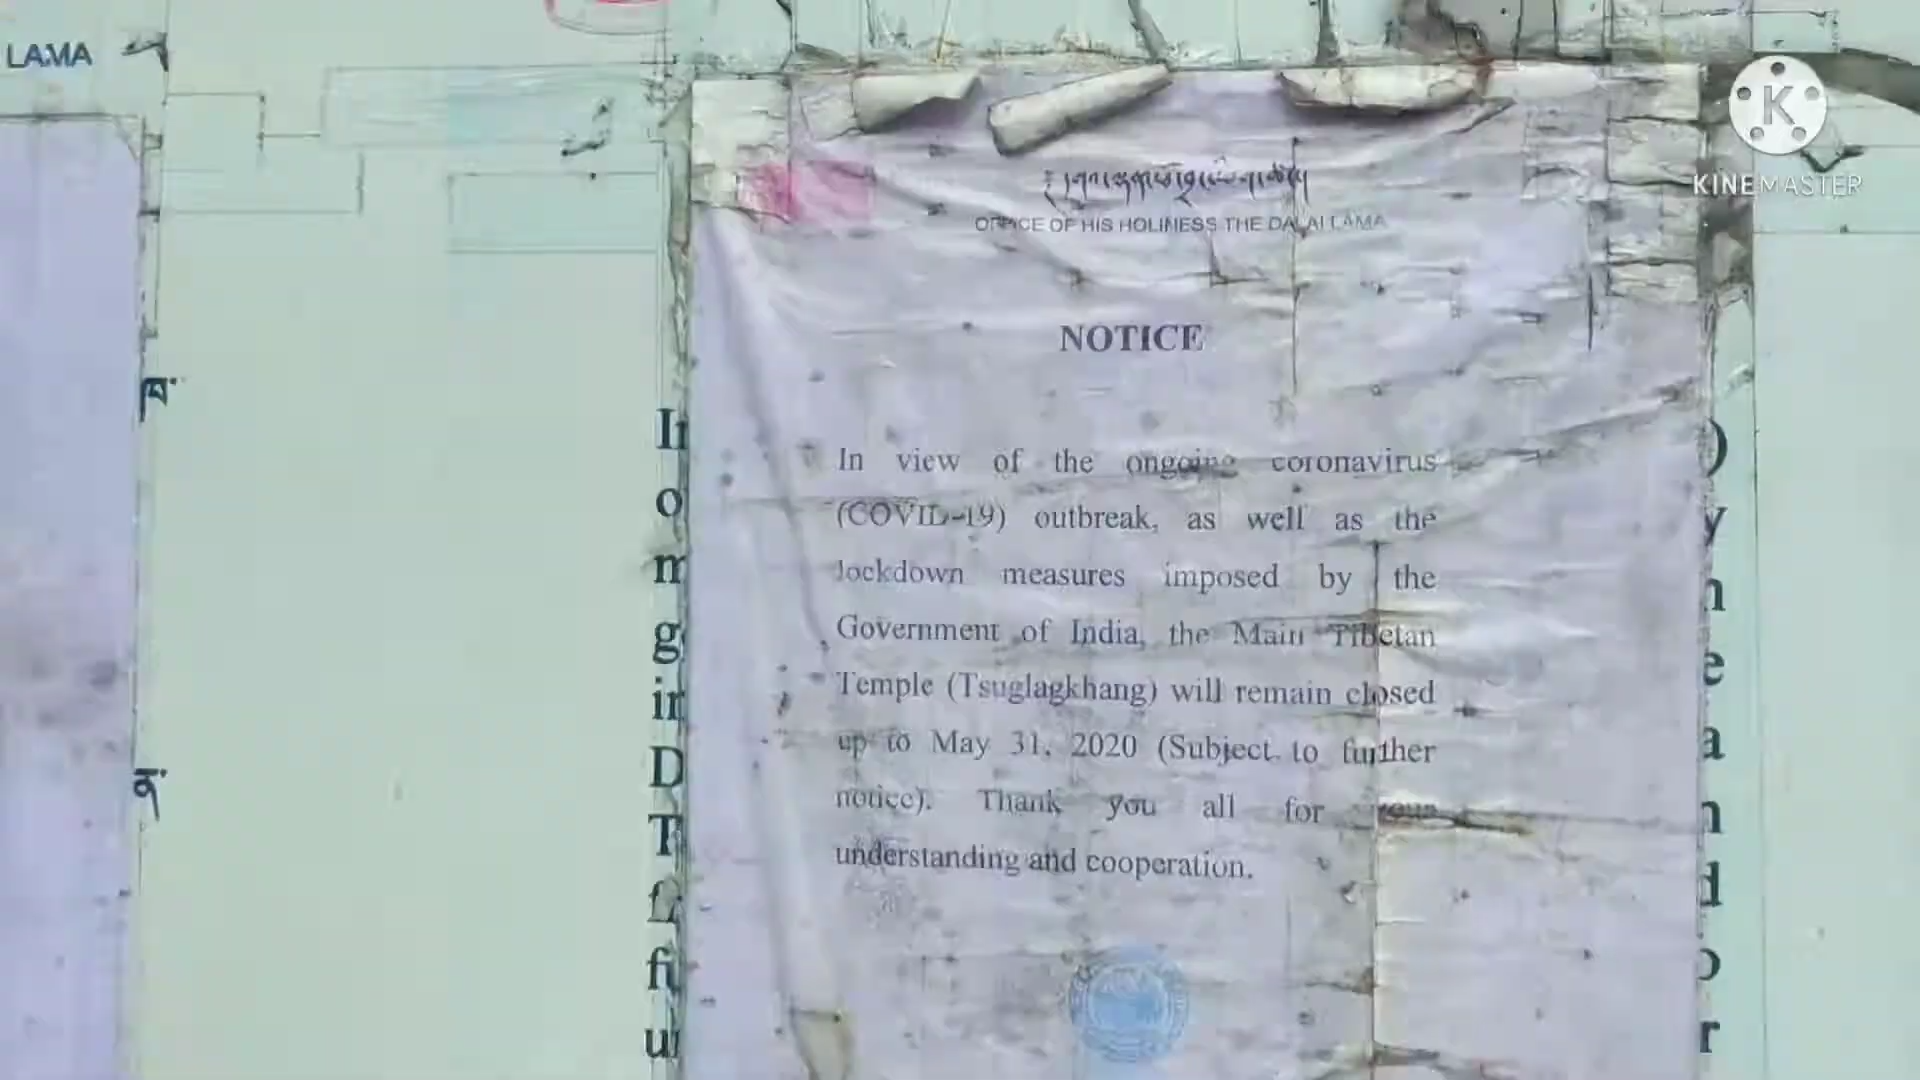 LAMA
OFFICE OF HIS HOLINESS THE DALAI LAMA
NOTICE
In view of the ongoing coronavirus
(COVID-19) outbreak, as well as the
lockdown measures imposed by the
Government of India, the Main Tibetan
Temple (Tsuglagkhang) will remain closed
up to May 31, 2020 (Subject to further
notice). Thank you all for your
understanding and cooperation.
KINEMASTER